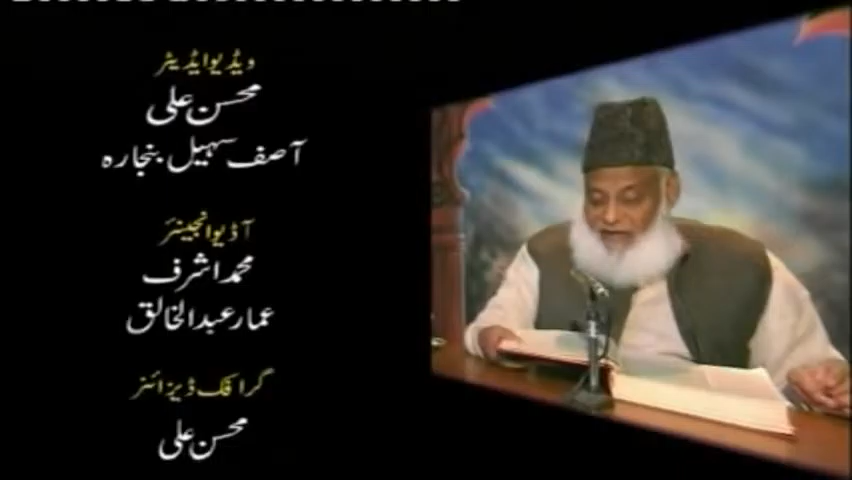 ویڈیو ایڈیٹر
محسن علی
آصف سہیل بنجارہ
آڈیو انجینئر
محمد اشرف
عمار عبدالخالق
گرافک ڈیزائنر
محسن علی